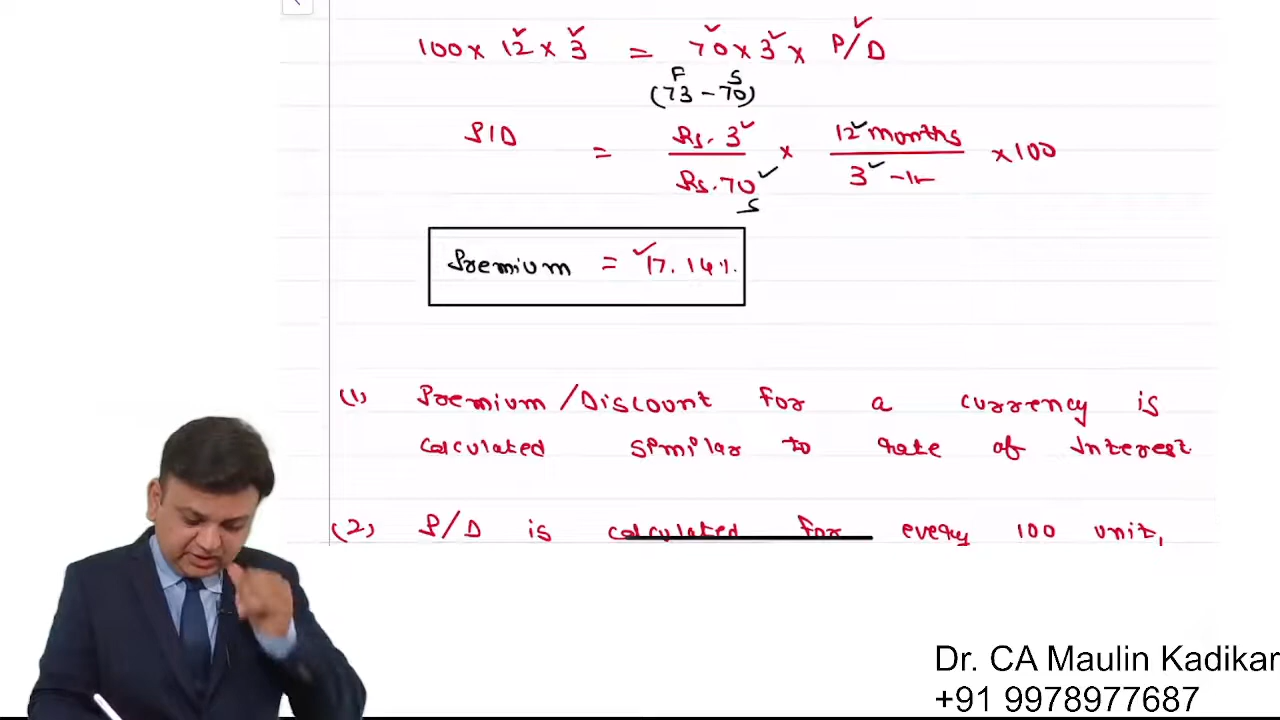 100 x 12 x 3 = 70 x 3 x P/D
F S
(73 - 70)
P/D = Rs. 3 / Rs. 70 x 12 months / 3 -11- x 100
S
Premium = 17.14%.
(1) Premium/Discount for a currency is
calculated similar to rate of interest
(2) P/D is calculated for every 100 unit,
Dr. CA Maulin Kadikar
+91 9978977687